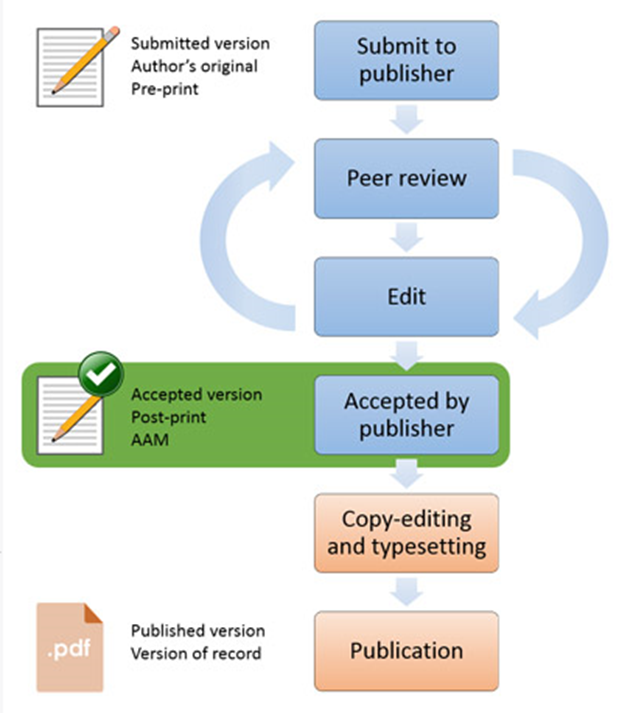 Submitted version
Author's original
Pre-print
Submit to
publisher
Peer review
Edit
Accepted version
Post-print
AAM
Accepted by
publisher
Copy-editing
and typesetting
.pdf
Published version
Version of record
Publication